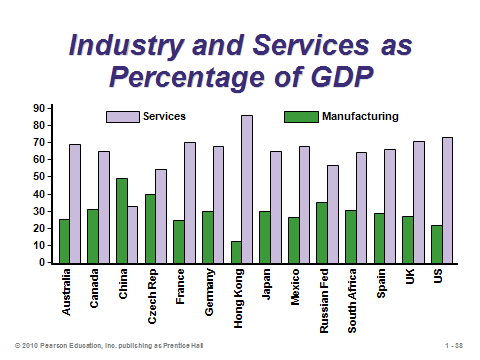 Industry and Services as
Percentage of GDP
90
80
70
60
50
40
30
20
10
0
Services
Manufacturing
Australia
Canada
China
Czech Rep
France
Germany
Hong Kong
Japan
Mexico
Russian Fed
South Africa
Spain
UK
US
© 2010 Pearson Education, Inc. publishing as Prentice Hall
1 - 38